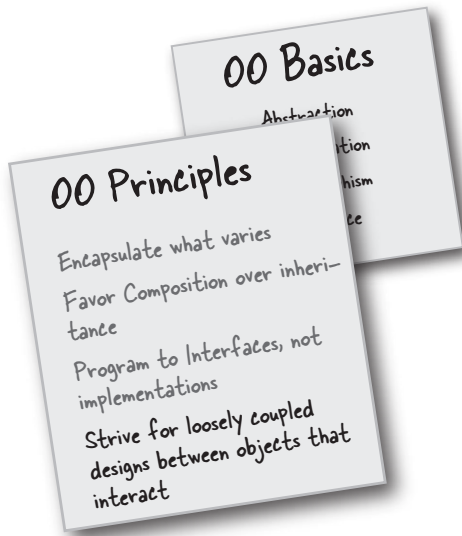 OO Basics
Abstraction
OO Principles
Encapsulate what varies
Favor Composition over inheri–
tance
Program to Interfaces, not
implementations
Strive for loosely coupled
designs between objects that
interact